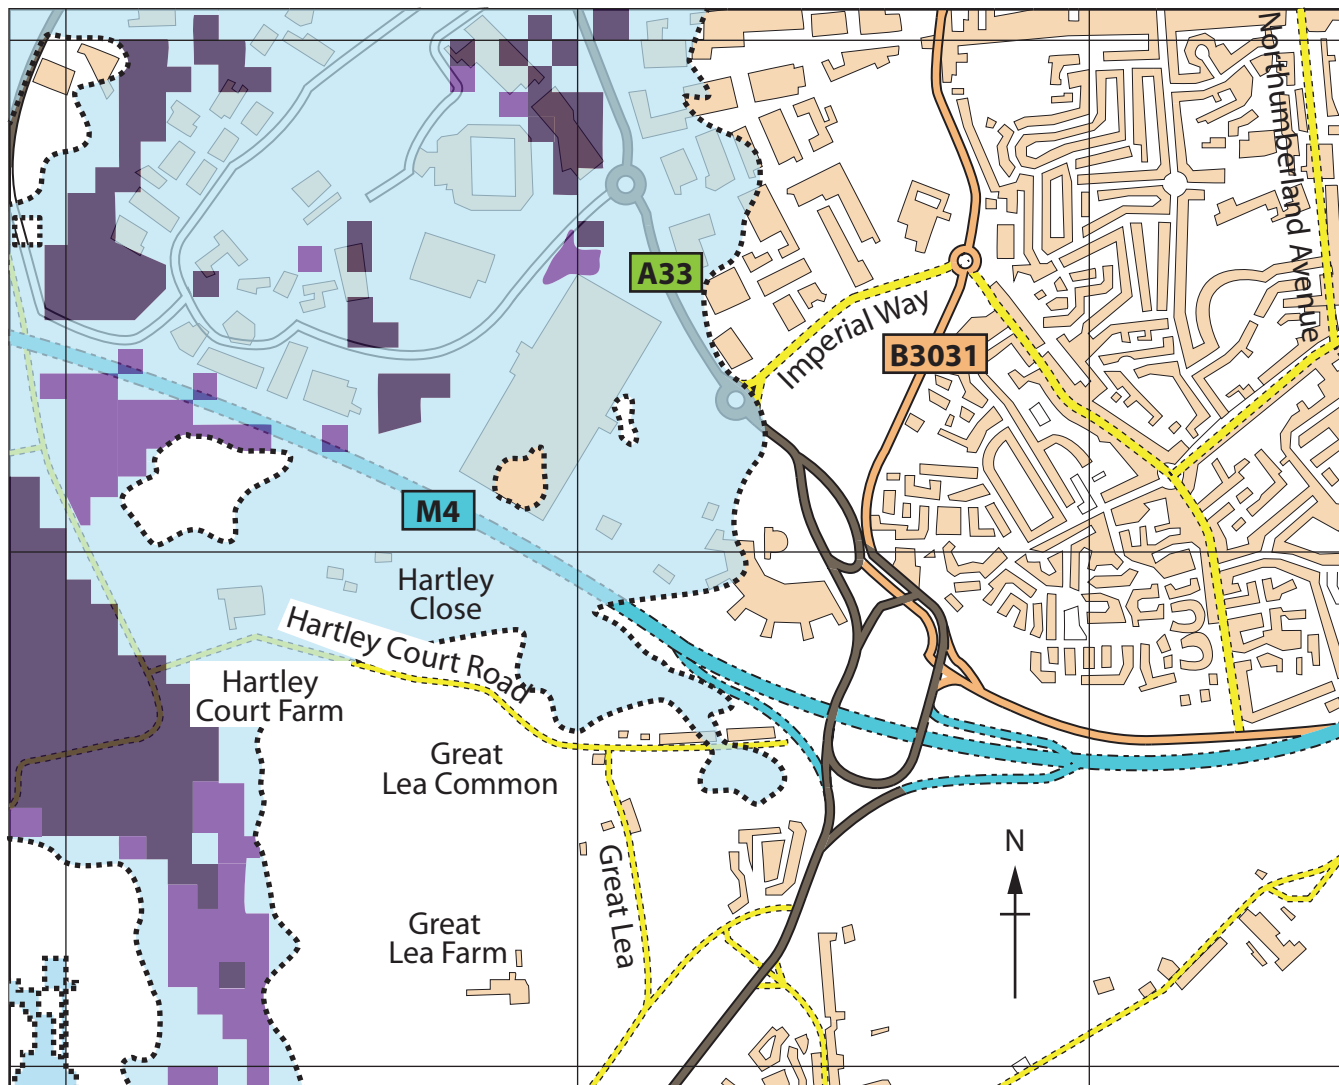 Northumberland Avenue
A33
Imperial Way
B3031
M4
Hartley
Close
Hartley Court Road
Hartley
Court Farm
Great
Lea Common
N
Great Lea
Great
Lea Farm